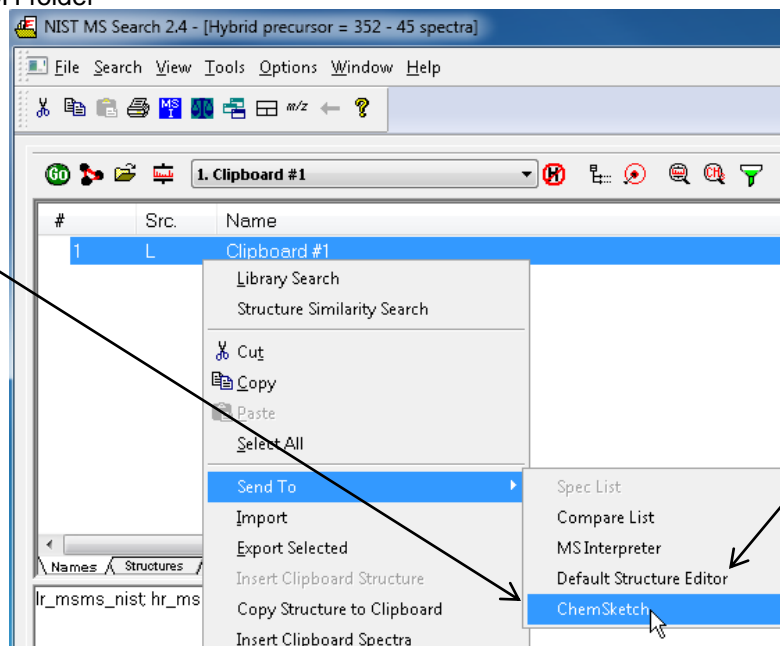 NIST MS Search 2.4 - [Hybrid precursor = 352 - 45 spectra]
File Search View Tools Options Window Help
MS I m/z ?
GO 1. Clipboard #1 H CH₃
# Src. Name
1 L Clipboard #1
Library Search
Structure Similarity Search
Cut
Copy
Paste
Select All
Send To
Spec List
Import
Compare List
Export Selected
MS Interpreter
Names Structures
Insert Clipboard Structure
Default Structure Editor
lr_msms_nist; hr_ms
Copy Structure to Clipboard
ChemSketch
Insert Clipboard Spectra